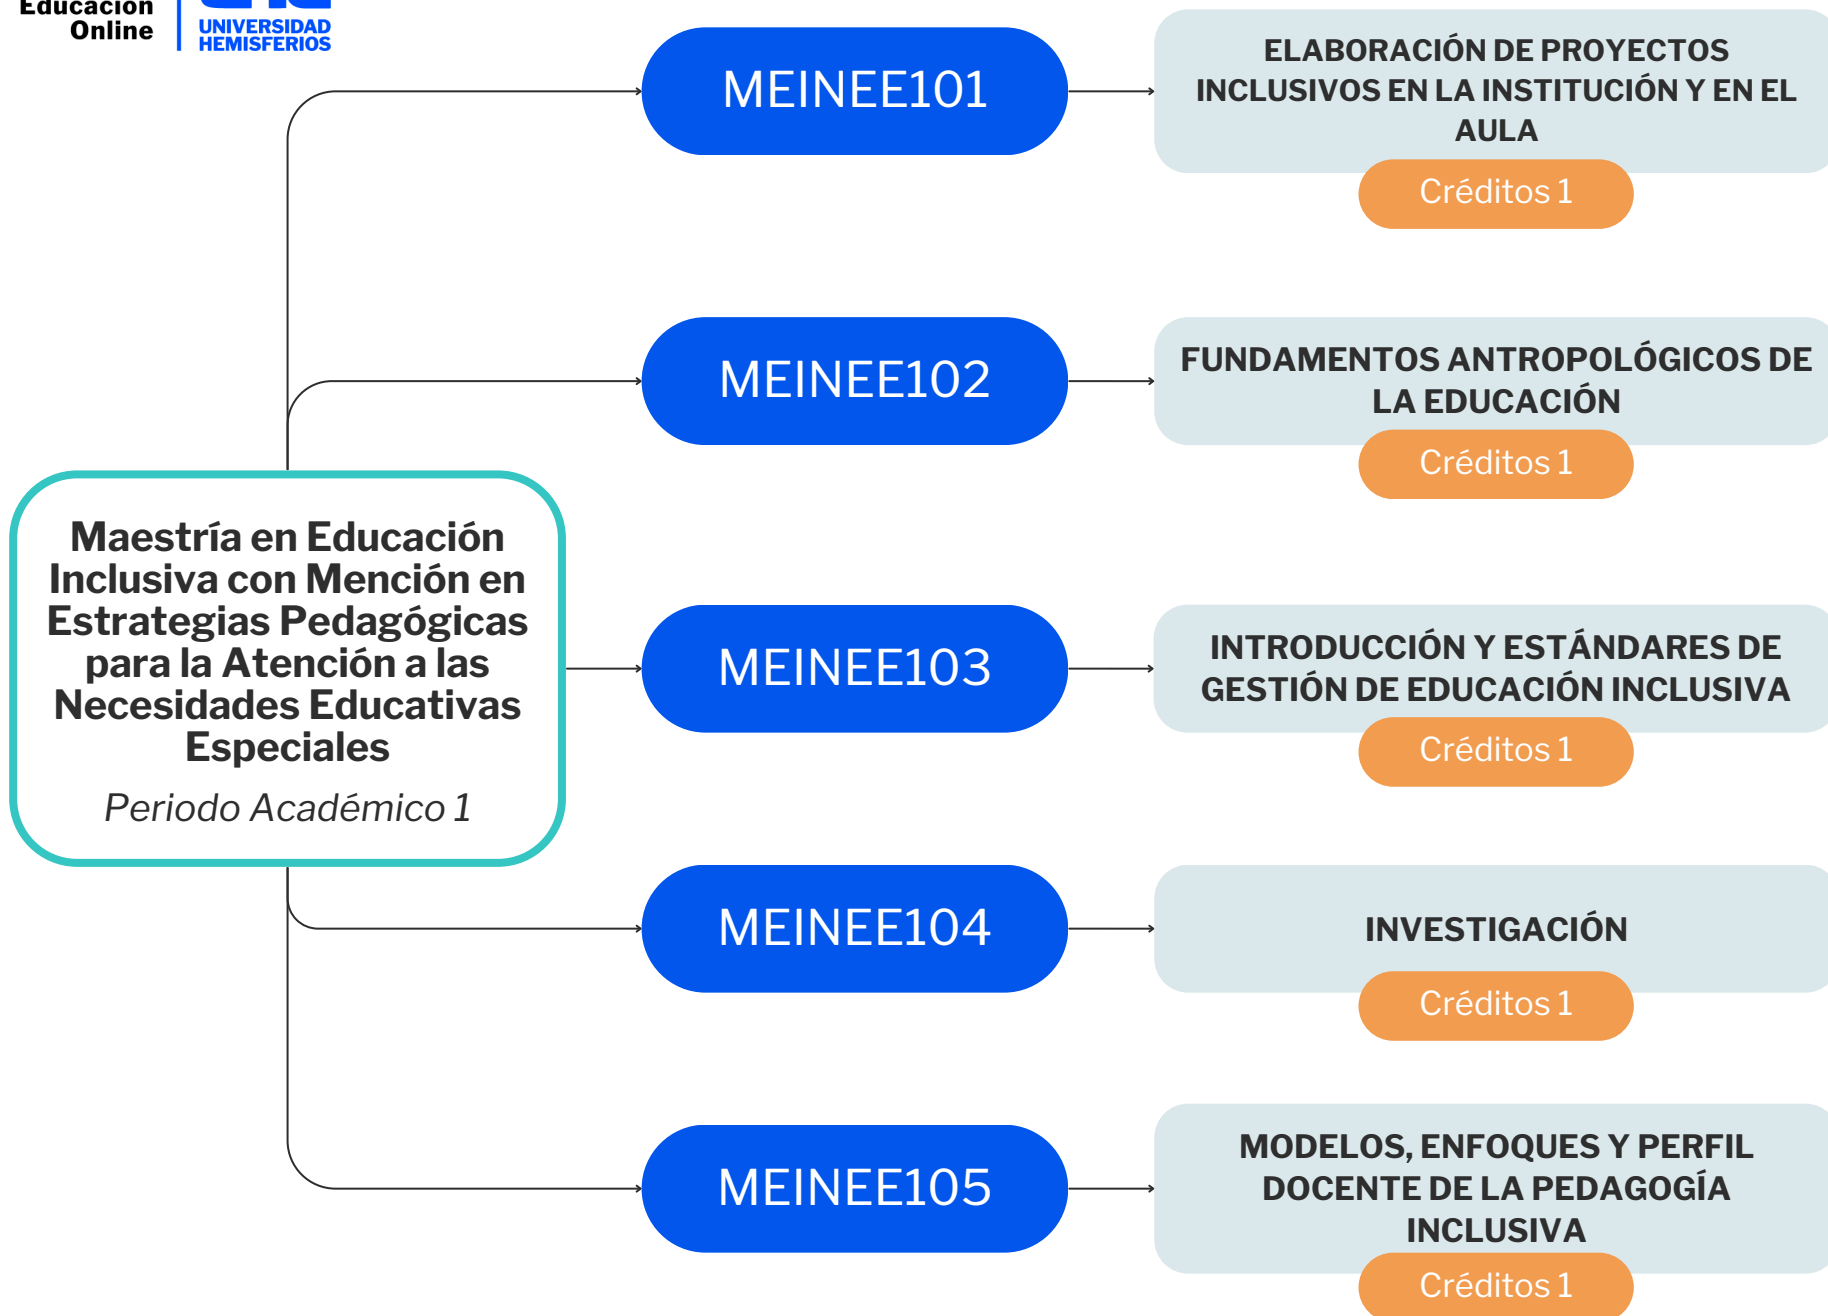 Educación
Online
UNIVERSIDAD
HEMISFERIOS
MEINEE101
ELABORACIÓN DE PROYECTOS
INCLUSIVOS EN LA INSTITUCIÓN Y EN EL
AULA
Créditos 1
MEINEE102
FUNDAMENTOS ANTROPOLÓGICOS DE
LA EDUCACIÓN
Créditos 1
Maestría en Educación
Inclusiva con Mención en
Estrategias Pedagógicas
para la Atención a las
Necesidades Educativas
Especiales
Periodo Académico 1
MEINEE103
INTRODUCCIÓN Y ESTÁNDARES DE
GESTIÓN DE EDUCACIÓN INCLUSIVA
Créditos 1
MEINEE104
INVESTIGACIÓN
Créditos 1
MEINEE105
MODELOS, ENFOQUES Y PERFIL
DOCENTE DE LA PEDAGOGÍA
INCLUSIVA
Créditos 1